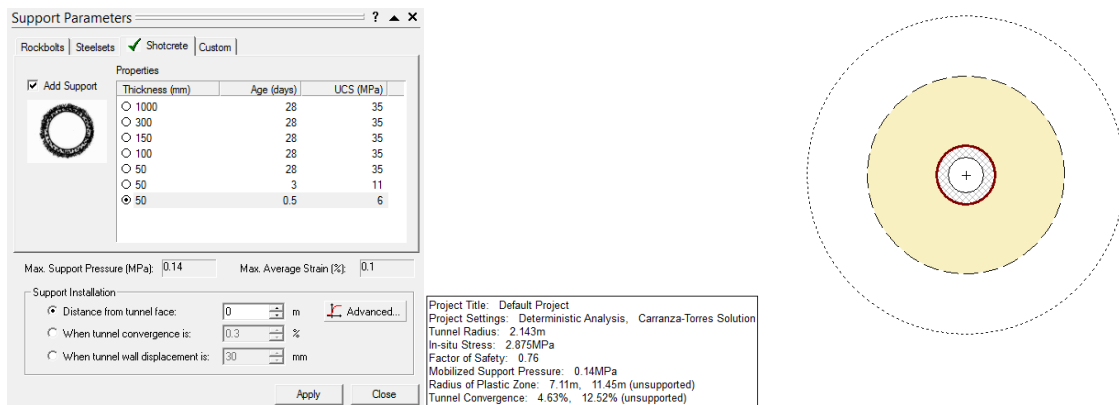 Support Parameters ? ▲ ✕
Rockbolts Steelsets Shotcrete Custom
Add Support
Properties
Thickness (mm) Age (days) UCS (MPa)
1000 28 35
300 28 35
150 28 35
100 28 35
50 28 35
50 3 11
50 0.5 6
Max. Support Pressure (MPa): 0.14 Max. Average Strain (%): 0.1
Support Installation
Distance from tunnel face: 0 m Advanced...
When tunnel convergence is: 0.3 %
When tunnel wall displacement is: 30 mm
Apply Close
Project Title: Default Project
Project Settings: Deterministic Analysis, Carranza-Torres Solution
Tunnel Radius: 2.143m
In-situ Stress: 2.875MPa
Factor of Safety: 0.76
Mobilized Support Pressure: 0.14MPa
Radius of Plastic Zone: 7.11m, 11.45m (unsupported)
Tunnel Convergence: 4.63%, 12.52% (unsupported)